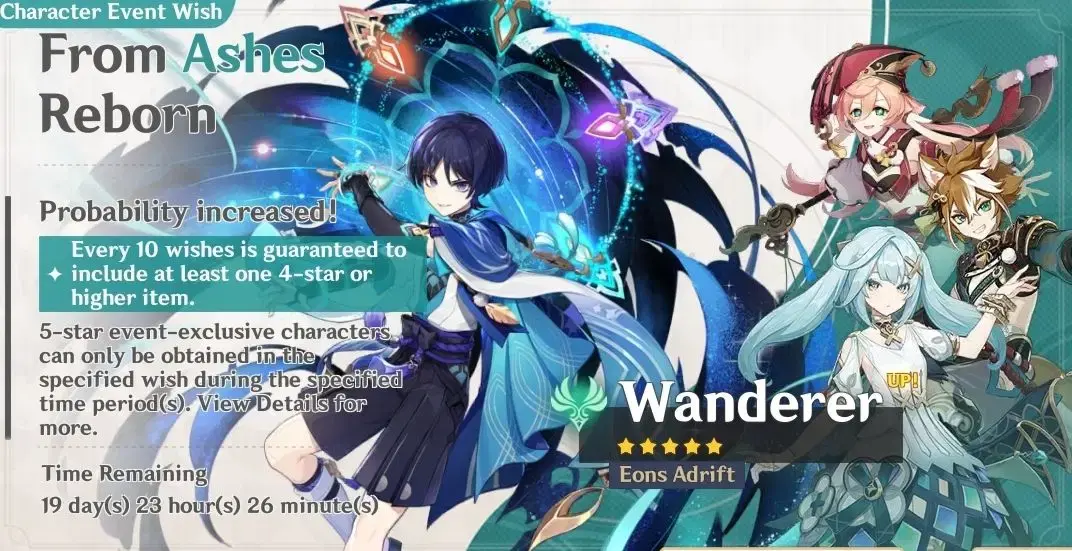 Character Event Wish
From Ashes
Reborn
Probability increased!
Every 10 wishes is guaranteed to
include at least one 4-star or
higher item.
5-star event-exclusive characters
can only be obtained in the
specified wish during the specified
time period(s). View Details for
more.
Time Remaining
19 day(s) 23 hour(s) 26 minute(s)
UP!
Wanderer
Eons Adrift